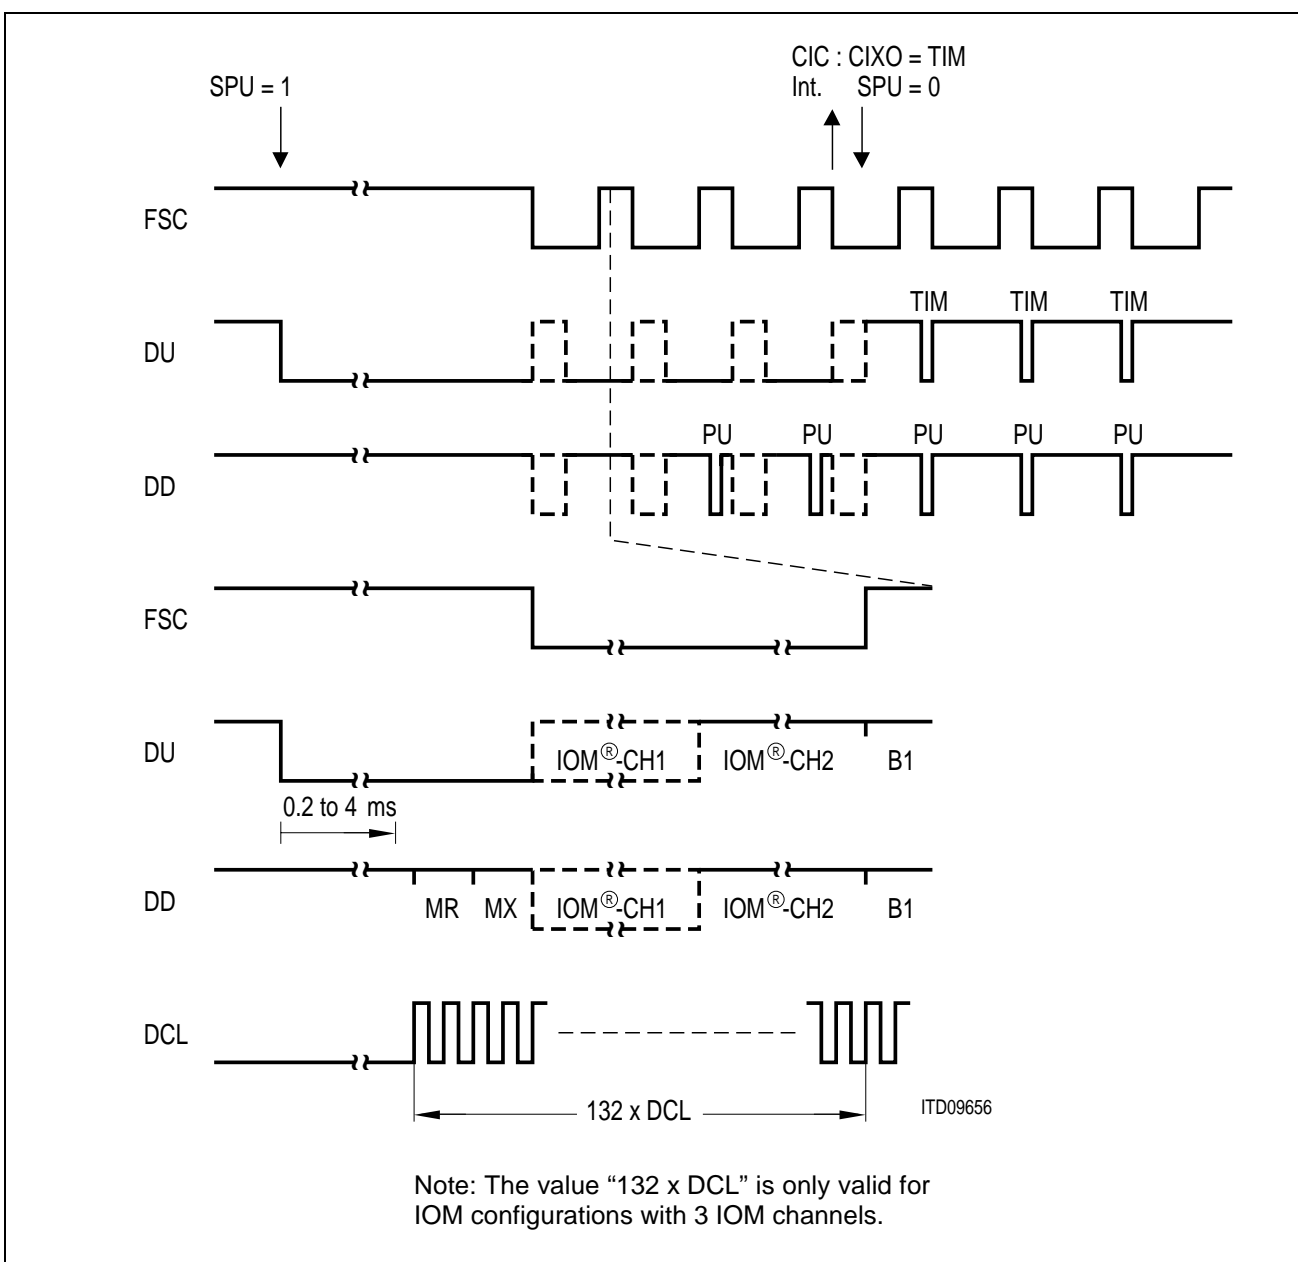 CIC : CIXO = TIM
SPU = 1
Int. SPU = 0
FSC
TIM TIM TIM
DU
PU PU PU PU PU
DD
FSC
DU
IOM®-CH1 IOM®-CH2 B1
0.2 to 4 ms
DD
MR MX IOM®-CH1 IOM®-CH2 B1
DCL
132 x DCL
ITD09656
Note: The value “132 x DCL” is only valid for
IOM configurations with 3 IOM channels.